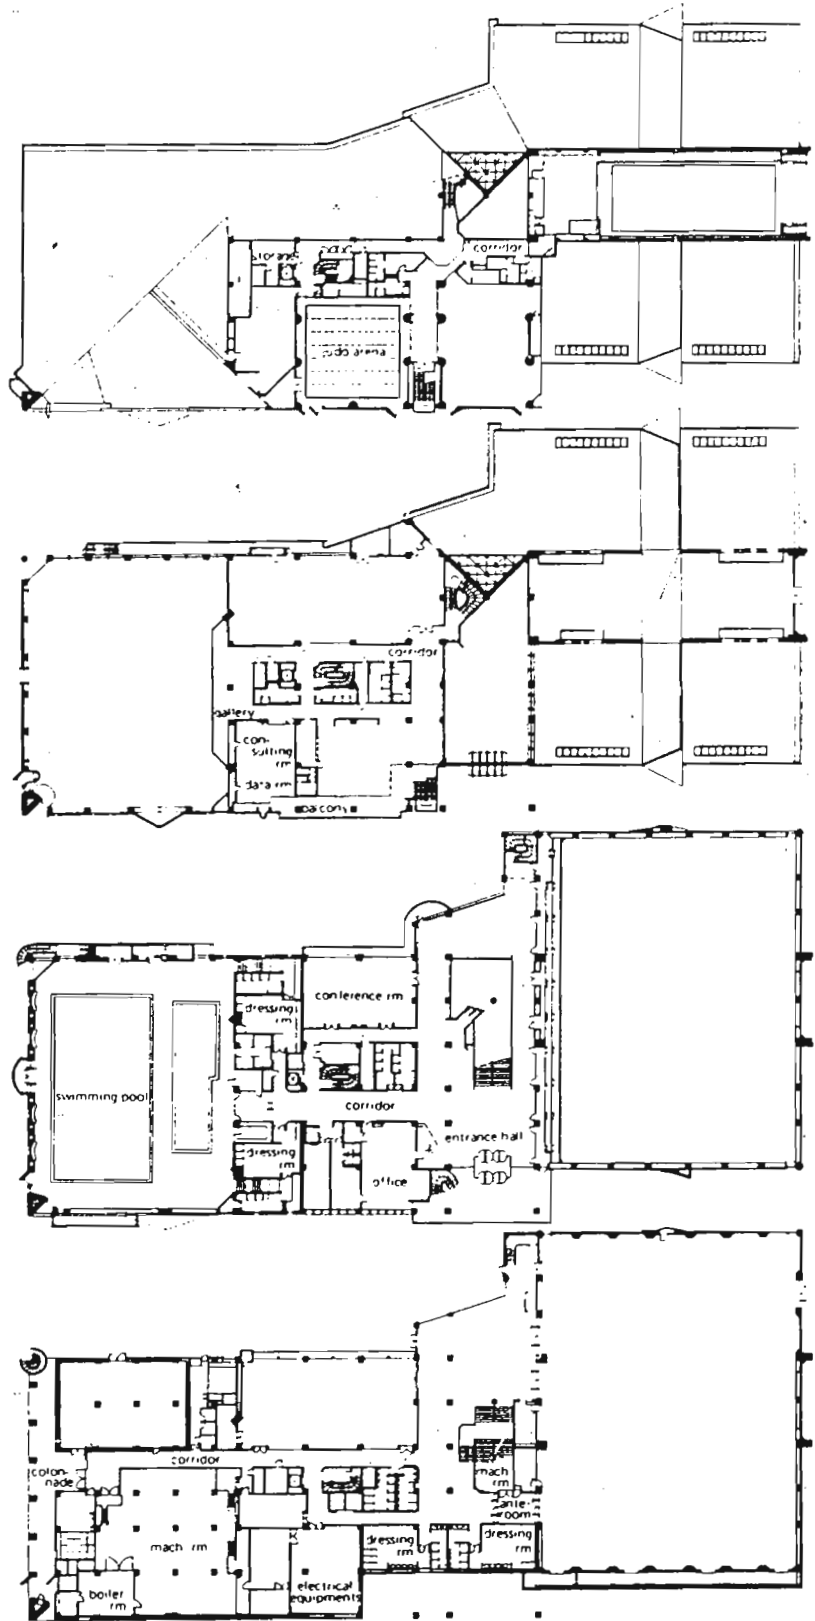 corridor
storage
judo arena
corridor
gallery
con-
sulting
rm
data rm
balcony
conference rm
dressing
rm
swimming pool
corridor
entrance hall
dressing
rm
office
corridor
colon-
nade
mach
rm
ante-
room
mach rm
dressing
rm
dressing
rm
boiler
rm
electrical
equipments